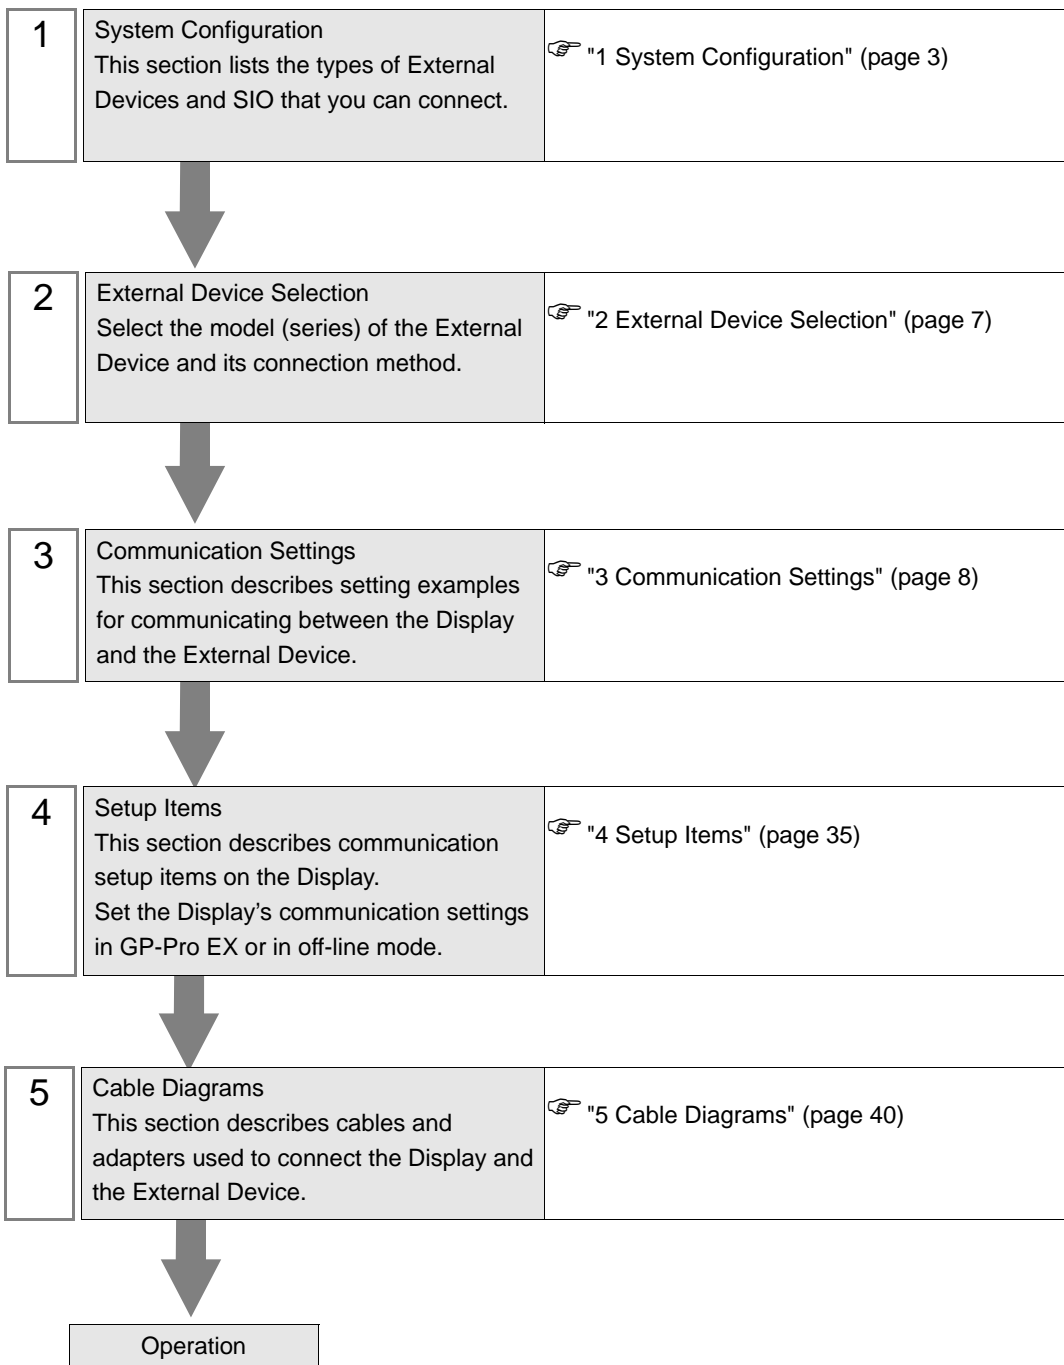 1
System Configuration
This section lists the types of External
Devices and SIO that you can connect.
☞ "1 System Configuration" (page 3)
2
External Device Selection
Select the model (series) of the External
Device and its connection method.
☞ "2 External Device Selection" (page 7)
3
Communication Settings
This section describes setting examples
for communicating between the Display
and the External Device.
☞ "3 Communication Settings" (page 8)
4
Setup Items
This section describes communication
setup items on the Display.
Set the Display's communication settings
in GP-Pro EX or in off-line mode.
☞ "4 Setup Items" (page 35)
5
Cable Diagrams
This section describes cables and
adapters used to connect the Display and
the External Device.
☞ "5 Cable Diagrams" (page 40)
Operation